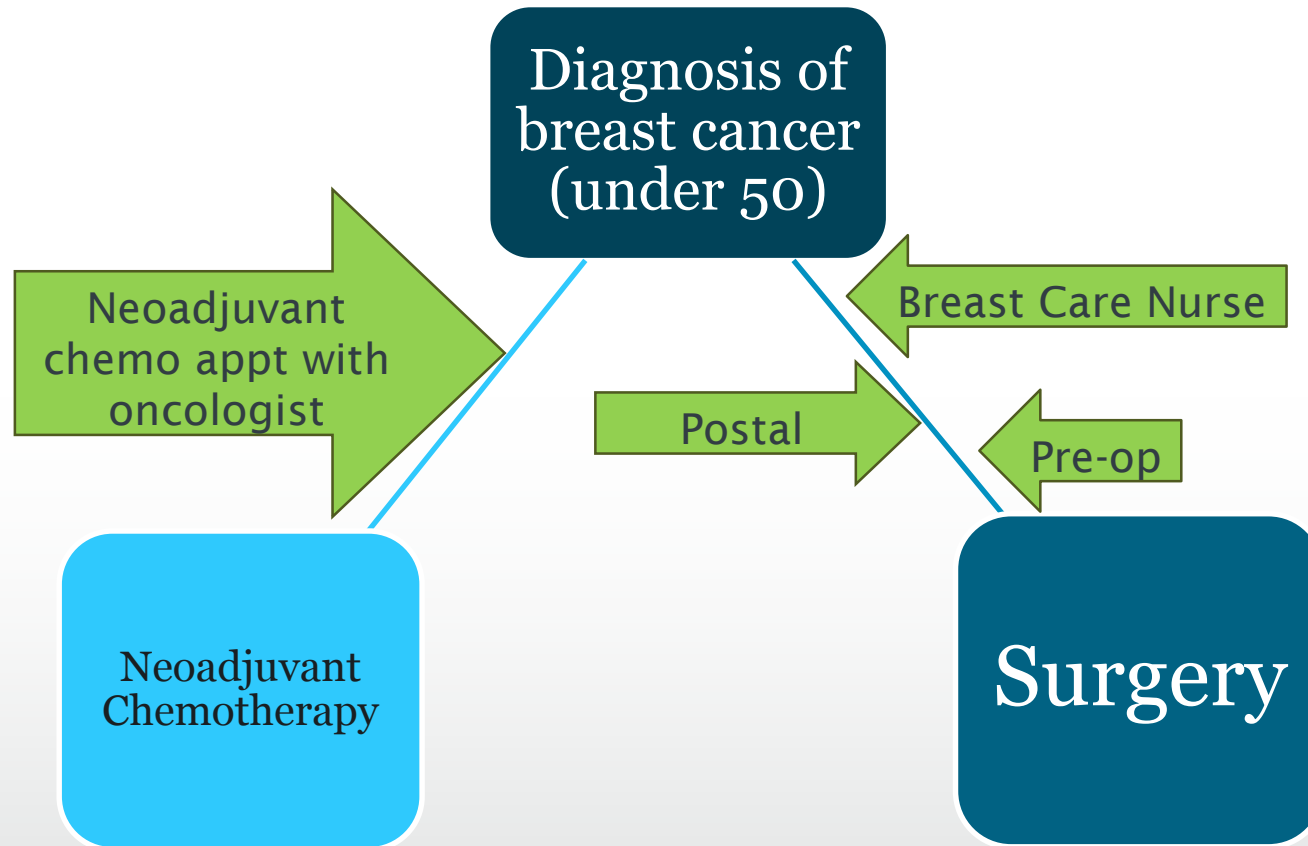 Diagnosis of
breast cancer
(under 50)
Neoadjuvant
chemo appt with
oncologist
Breast Care Nurse
Postal
Pre-op
Neoadjuvant
Chemotherapy
Surgery